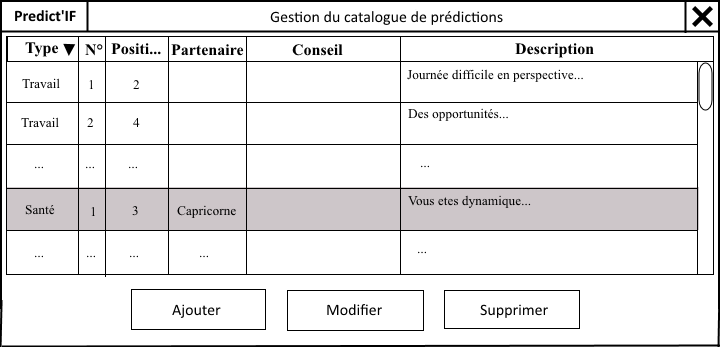 Predict'IF Gestion du catalogue de prédictions
Type N° Positi... Partenaire Conseil Description
Travail 1 2 Journée difficile en perspective...
Travail 2 4 Des opportunités...
... ... ... ...
Santé 1 3 Capricorne Vous etes dynamique...
... ... ... ... ...
Ajouter Modifier Supprimer